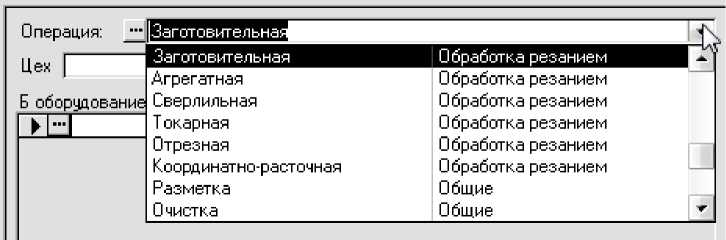 Операция: ... Заготовительная
Заготовительная Обработка резанием
Цех
Агрегатная Обработка резанием
Б оборудование
Сверлильная Обработка резанием
... Токарная Обработка резанием
Отрезная Обработка резанием
Координатно-расточная Обработка резанием
Разметка Общие
Очистка Общие